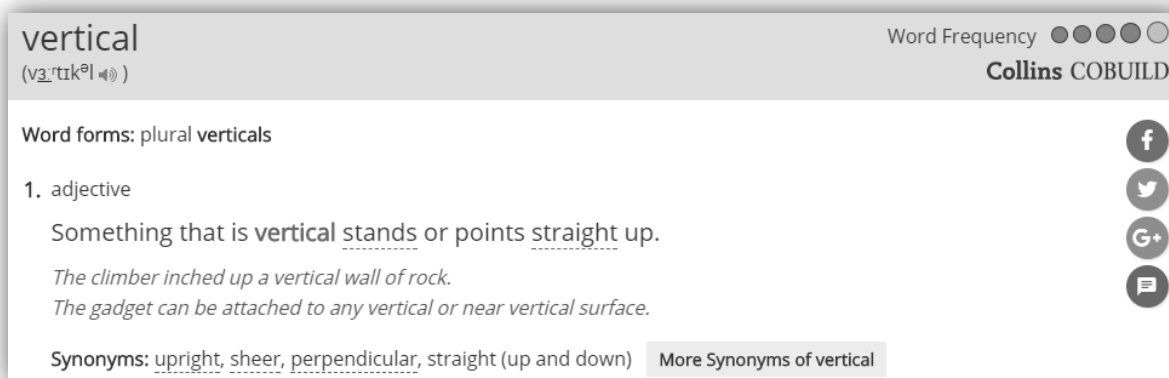 vertical
Word Frequency
(vɜːʳtɪkᵊl)
Collins COBUILD
Word forms: plural verticals
1. adjective
Something that is vertical stands or points straight up.
The climber inched up a vertical wall of rock.
The gadget can be attached to any vertical or near vertical surface.
Synonyms: upright, sheer, perpendicular, straight (up and down) More Synonyms of vertical
f
G+